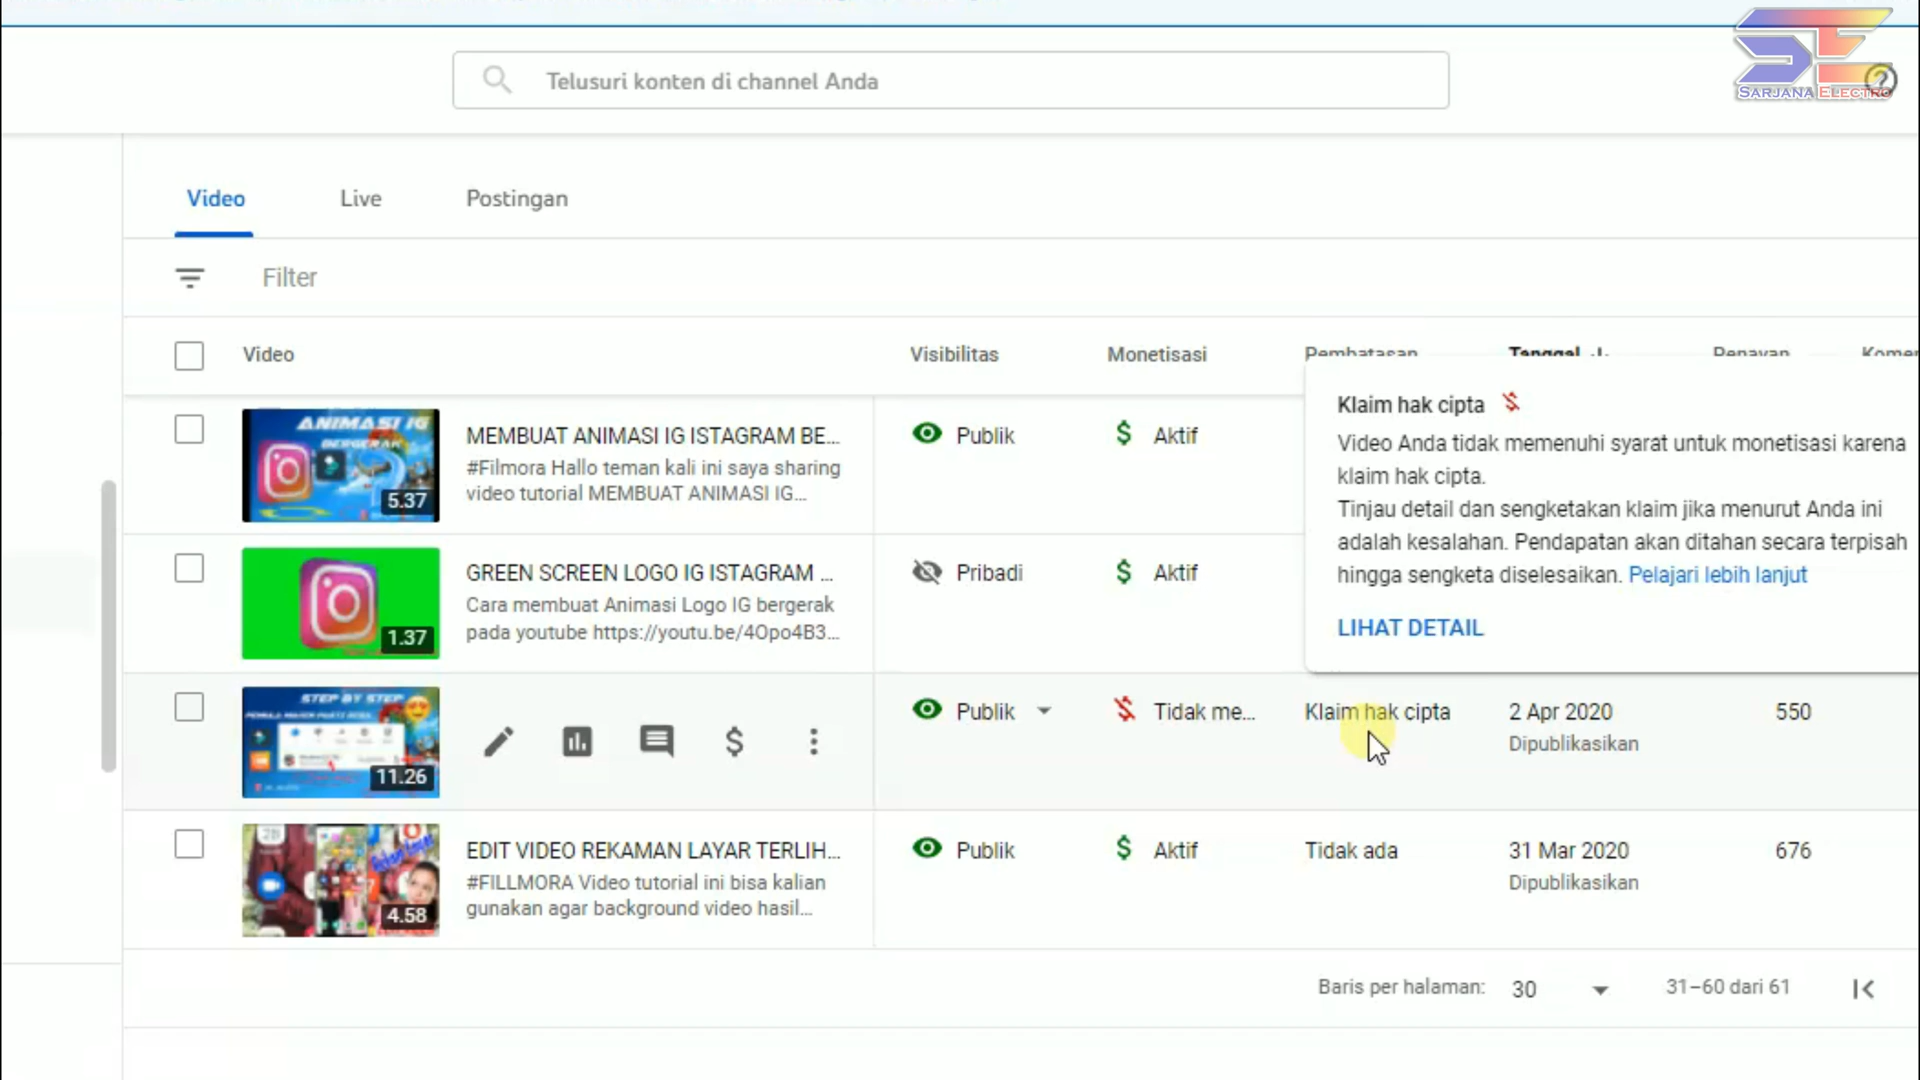 SARJANA ELECTRO
Telusuri konten di channel Anda
Video Live Postingan
Filter
Video Visibilitas Monetisasi Pembatasan Tanggal Penayan Komen
ANIMASI IG
BERGERAK
5.37
MEMBUAT ANIMASI IG ISTAGRAM BE...
#Filmora Hallo teman kali ini saya sharing
video tutorial MEMBUAT ANIMASI IG...
Publik
Aktif
Klaim hak cipta
Video Anda tidak memenuhi syarat untuk monetisasi karena
klaim hak cipta.
Tinjau detail dan sengketakan klaim jika menurut Anda ini
adalah kesalahan. Pendapatan akan ditahan secara terpisah
hingga sengketa diselesaikan. Pelajari lebih lanjut
LIHAT DETAIL
1.37
GREEN SCREEN LOGO IG ISTAGRAM ...
Cara membuat Animasi Logo IG bergerak
pada youtube https://youtu.be/4Opo4B3...
Pribadi
Aktif
STEP BY STEP
11.26
Publik
Tidak me...
Klaim hak cipta
2 Apr 2020
Dipublikasikan
550
4.58
EDIT VIDEO REKAMAN LAYAR TERLIH...
#FILLMORA Video tutorial ini bisa kalian
gunakan agar background video hasil...
Publik
Aktif
Tidak ada
31 Mar 2020
Dipublikasikan
676
Baris per halaman: 30 31–60 dari 61